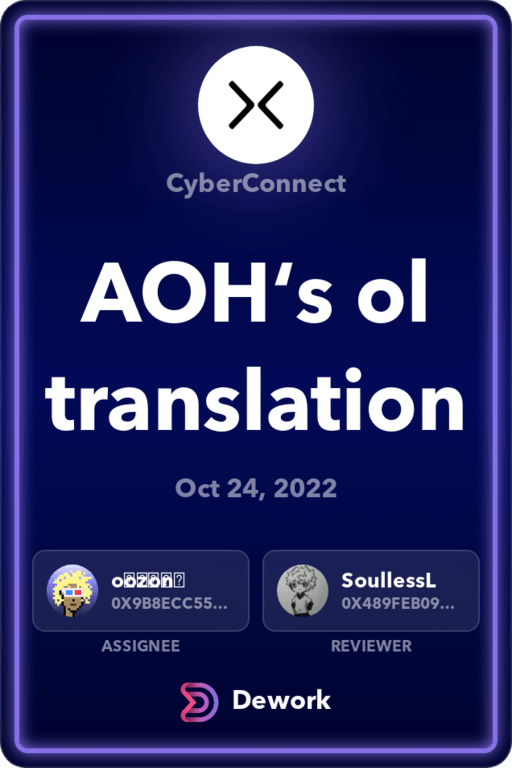 CyberConnect
AOH‘s ol
translation
Oct 24, 2022
SoullessL
0X9B8ECC55...
0X489FEB09...
ASSIGNEE
REVIEWER
Dework